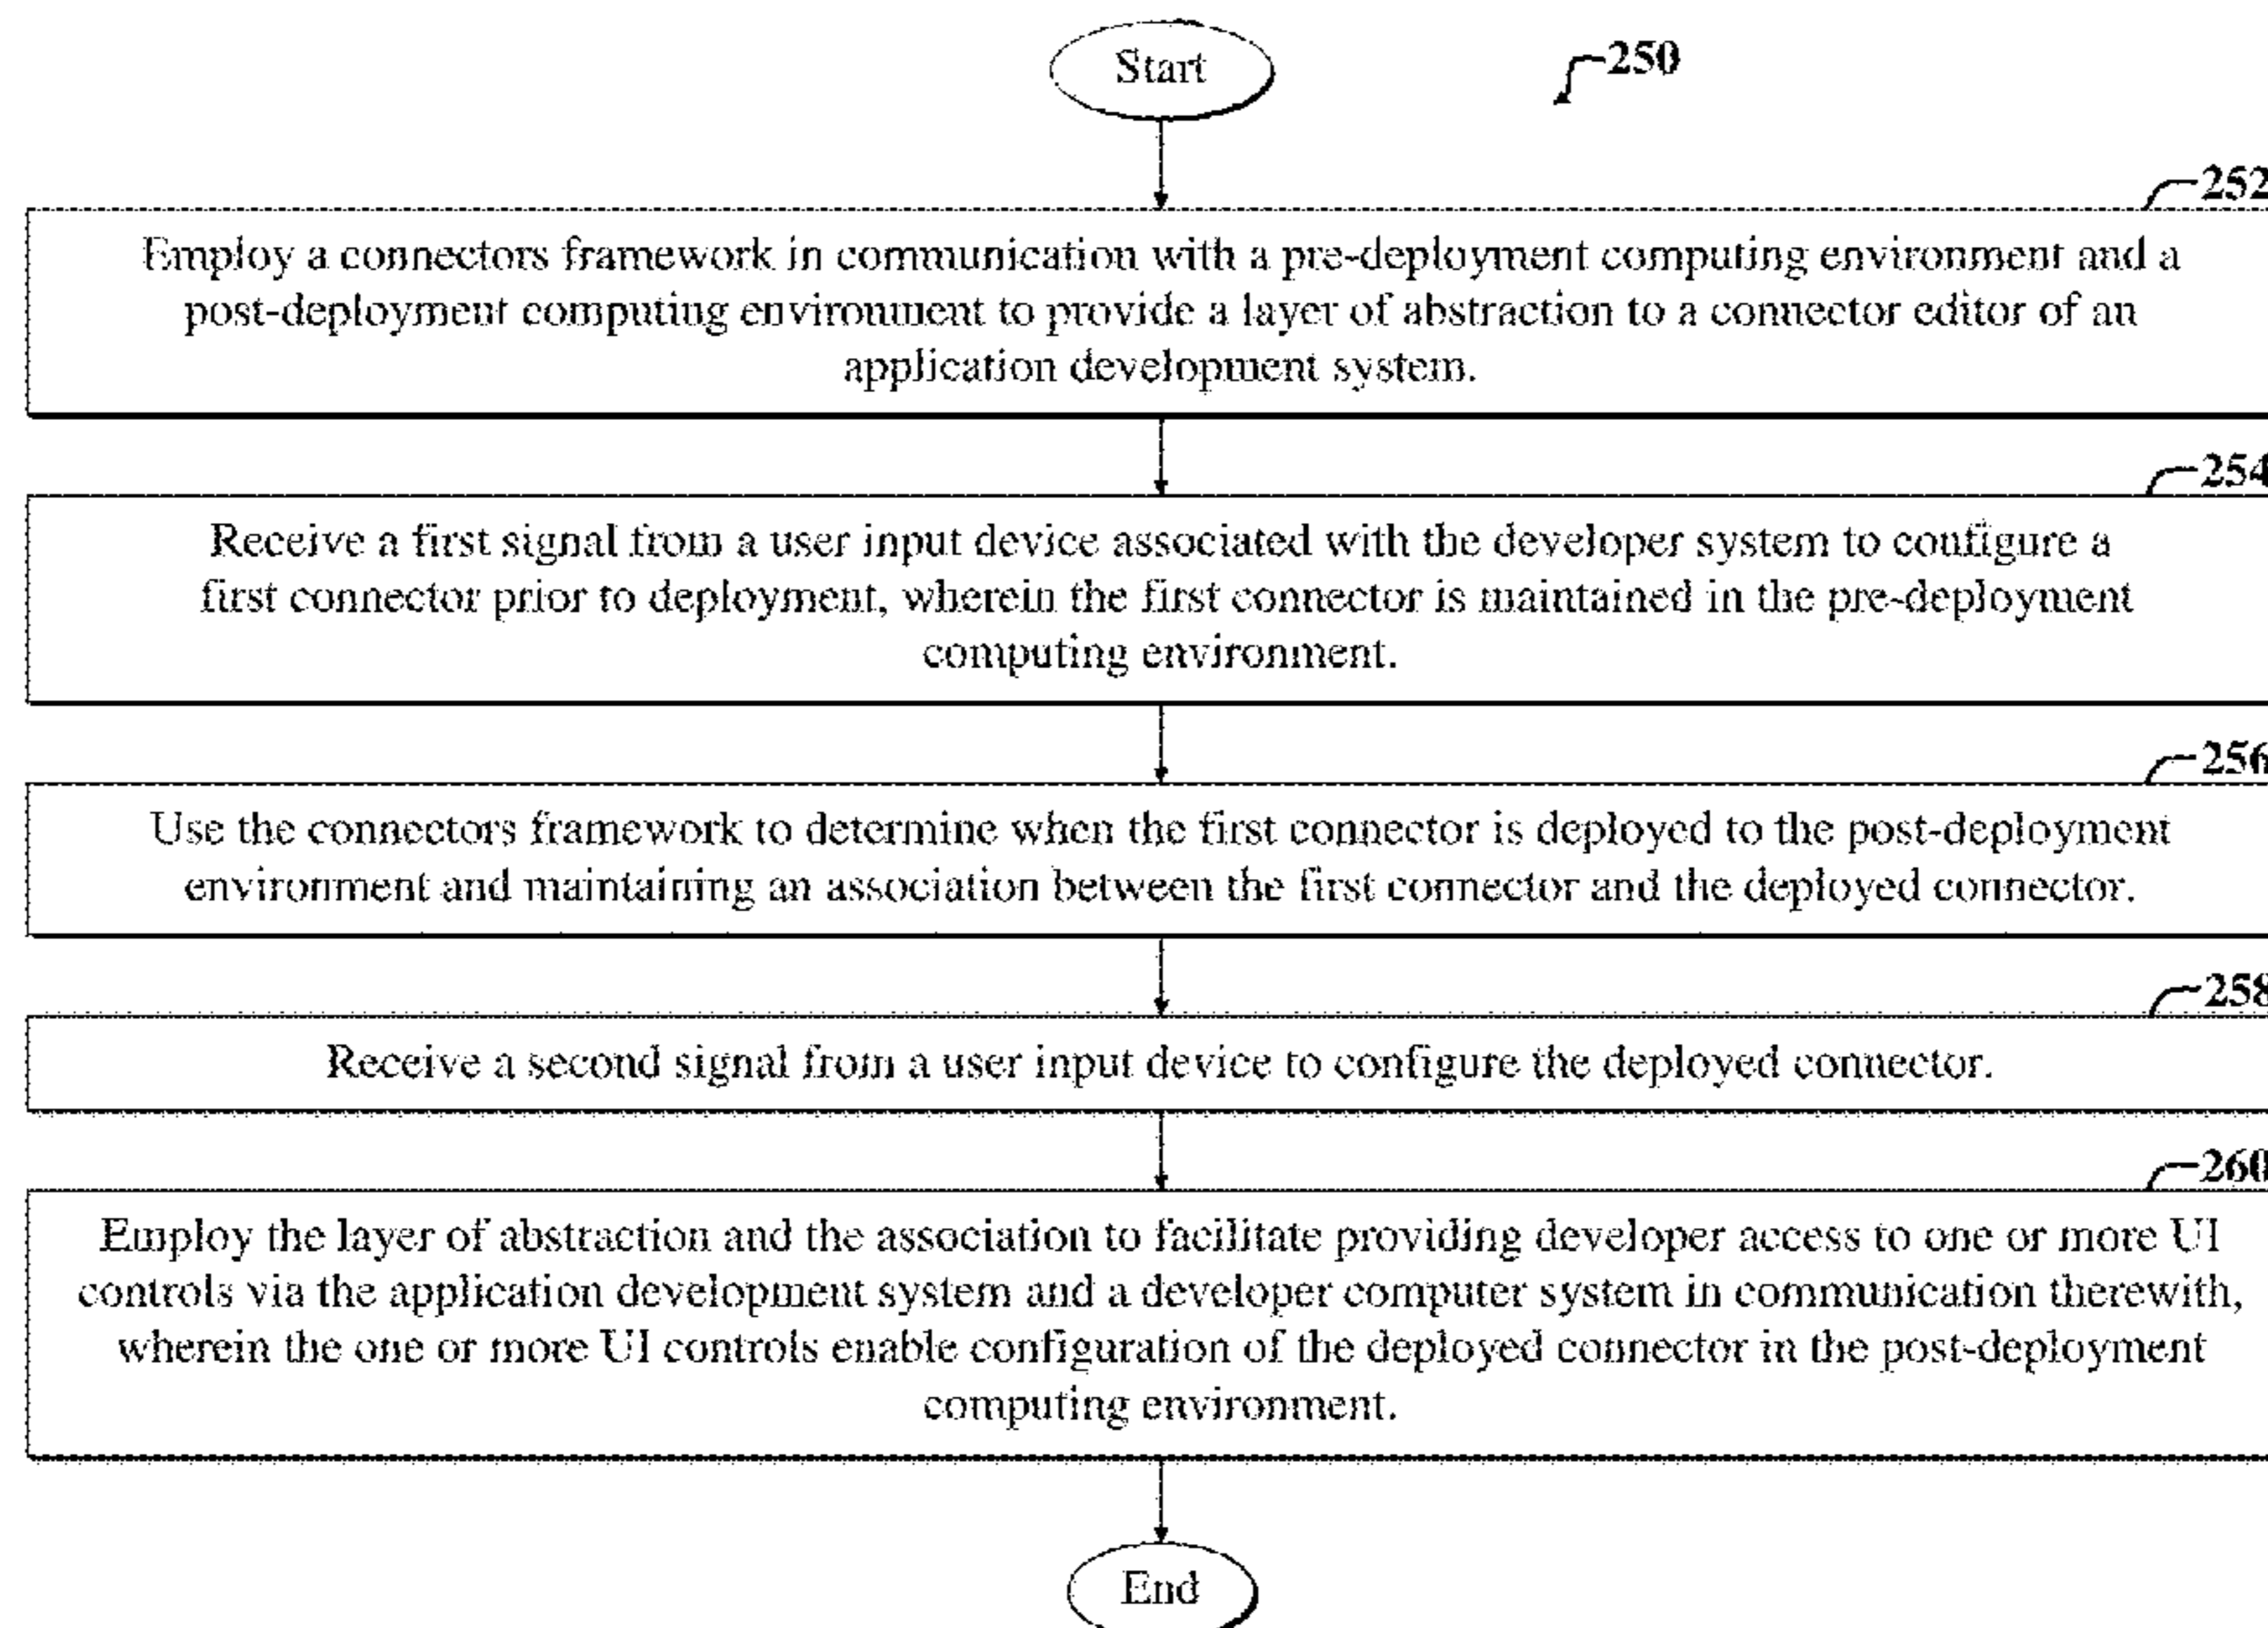 Start
250
252
Employ a connectors framework in communication with a pre-deployment computing environment and a
post-deployment computing environment to provide a layer of abstraction to a connector editor of an
application development system.
254
Receive a first signal from a user input device associated with the developer system to configure a
first connector prior to deployment, wherein the first connector is maintained in the pre-deployment
computing environment.
256
Use the connectors framework to determine when the first connector is deployed to the post-deployment
environment and maintaining an association between the first connector and the deployed connector.
258
Receive a second signal from a user input device to configure the deployed connector.
260
Employ the layer of abstraction and the association to facilitate providing developer access to one or more UI
controls via the application development system and a developer computer system in communication therewith,
wherein the one or more UI controls enable configuration of the deployed connector in the post-deployment
computing environment.
End